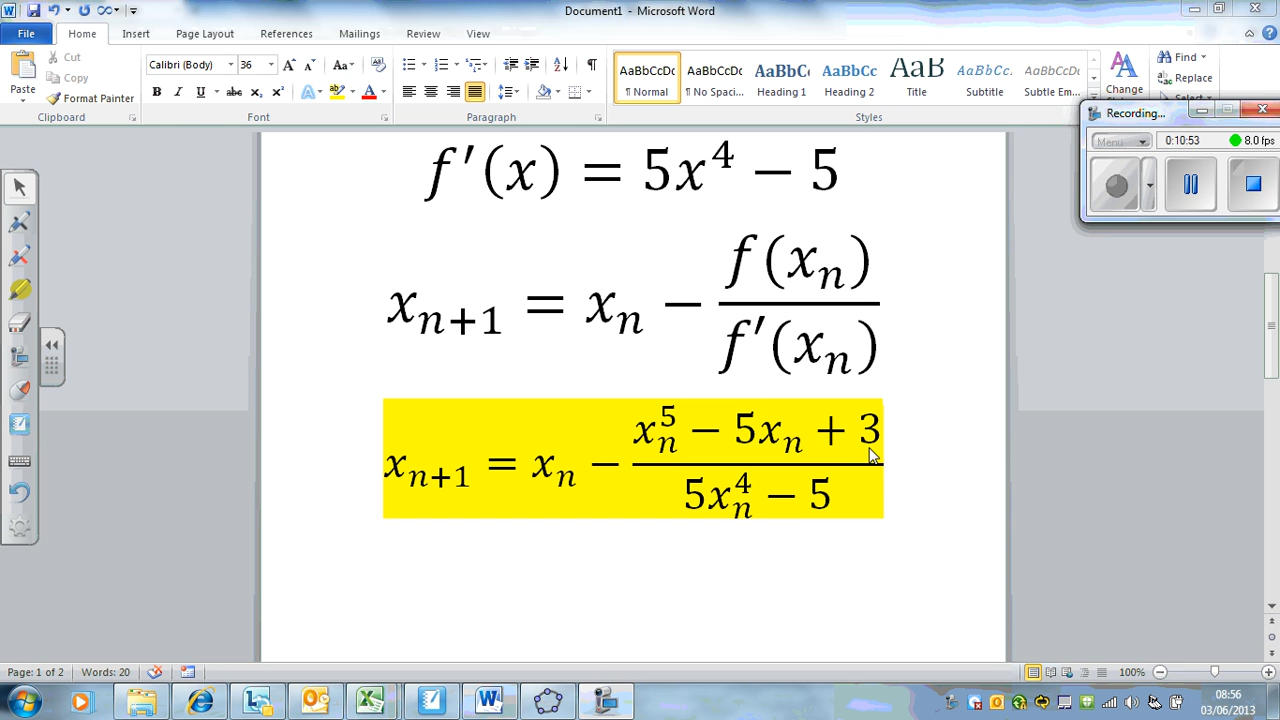 Document1 - Microsoft Word
File Home Insert Page Layout References Mailings Review View
Paste Cut Copy Format Painter
Calibri (Body) 36
AaBbCcDc AaBbCcDc AaBbCc AaBbCc AaB AaBbCcDc AaBbCcDc
¶ Normal ¶ No Spaci... Heading 1 Heading 2 Title Subtitle Subtle Em...
Change
Find Replace Select
Clipboard Font Paragraph Styles
Recording...
Menu 0:10:53 8.0 fps
f′(x) = 5x⁴ − 5
xₙ₊₁ = xₙ − f(xₙ) / f′(xₙ)
xₙ₊₁ = xₙ − (xₙ⁵ − 5xₙ + 3) / (5xₙ⁴ − 5)
Page: 1 of 2 Words: 20 100%
08:56
03/06/2013